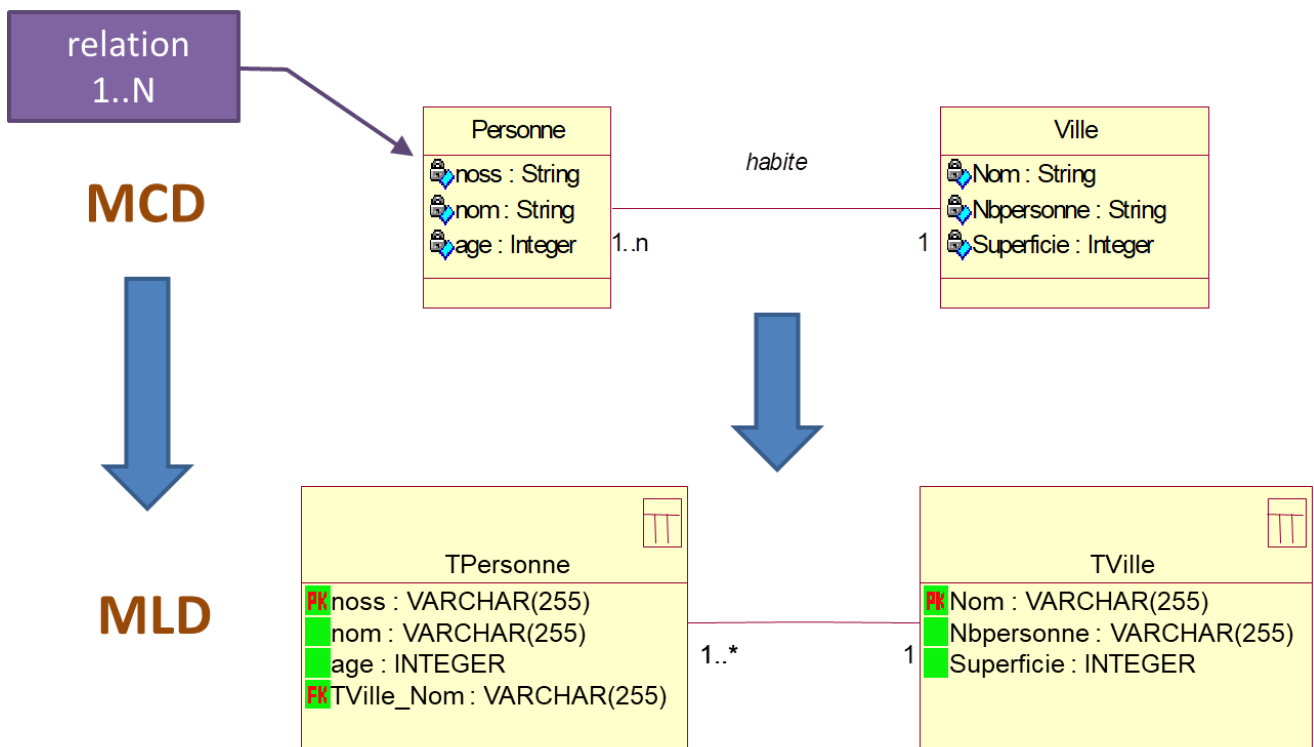 relation
1..N
MCD
Personne
noss : String
nom : String
age : Integer
habite
1..n
1
Ville
Nom : String
Nbpersonne : String
Superficie : Integer
MLD
TPersonne
PK noss : VARCHAR(255)
nom : VARCHAR(255)
age : INTEGER
FK TVille_Nom : VARCHAR(255)
1..*
1
TVille
PK Nom : VARCHAR(255)
Nbpersonne : VARCHAR(255)
Superficie : INTEGER